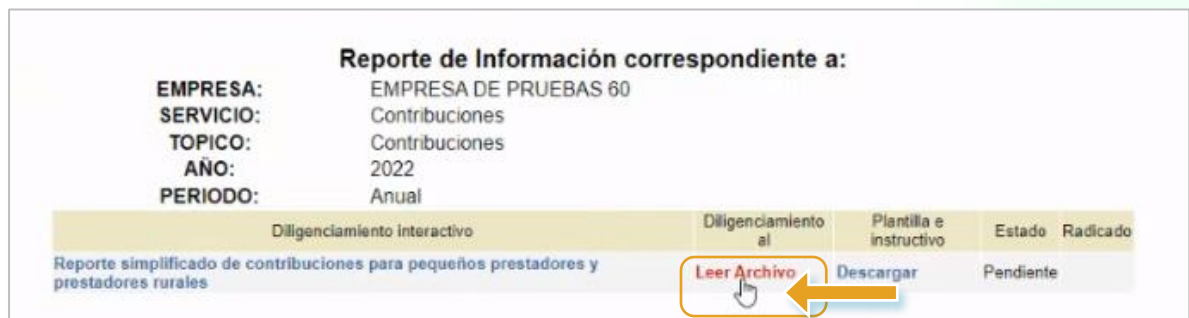 Reporte de Información correspondiente a:
EMPRESA: EMPRESA DE PRUEBAS 60
SERVICIO: Contribuciones
TOPICO: Contribuciones
AÑO: 2022
PERIODO: Anual
Diligenciamiento interactivo Diligenciamiento al Plantilla e instructivo Estado Radicado
Reporte simplificado de contribuciones para pequeños prestadores y
prestadores rurales Leer Archivo Descargar Pendiente